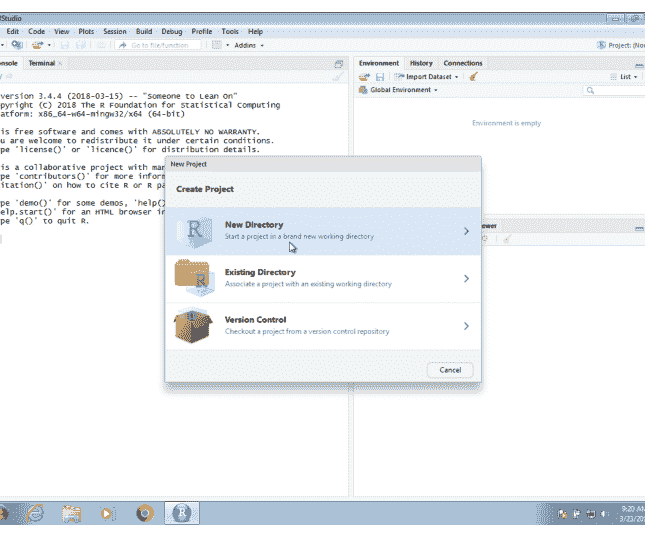 RStudio
Edit Code View Plots Session Build Debug Profile Tools Help
Go to file/function Addins Project: (No
Console Terminal
Environment History Connections
Import Dataset List
Global Environment
Environment is empty
version 3.4.4 (2018-03-15) -- "Someone to Lean On"
pyright (C) 2018 The R Foundation for Statistical Computing
atform: x86_64-w64-mingw32/x64 (64-bit)
is free software and comes with ABSOLUTELY NO WARRANTY.
u are welcome to redistribute it under certain conditions.
pe 'license()' or 'licence()' for distribution details.
is a collaborative project with
pe 'contributors()' for more
itation()' on how to cite R or R
pe 'demo()' for some demos, 'help()
elp.start()' for an HTML browser
pe 'q()' to quit R.
New Project
Create Project
New Directory
Start a project in a brand new working directory
Existing Directory
Associate a project with an existing working directory
Version Control
Checkout a project from a version control repository
Cancel
ewer
9:20 AM
3/23/20